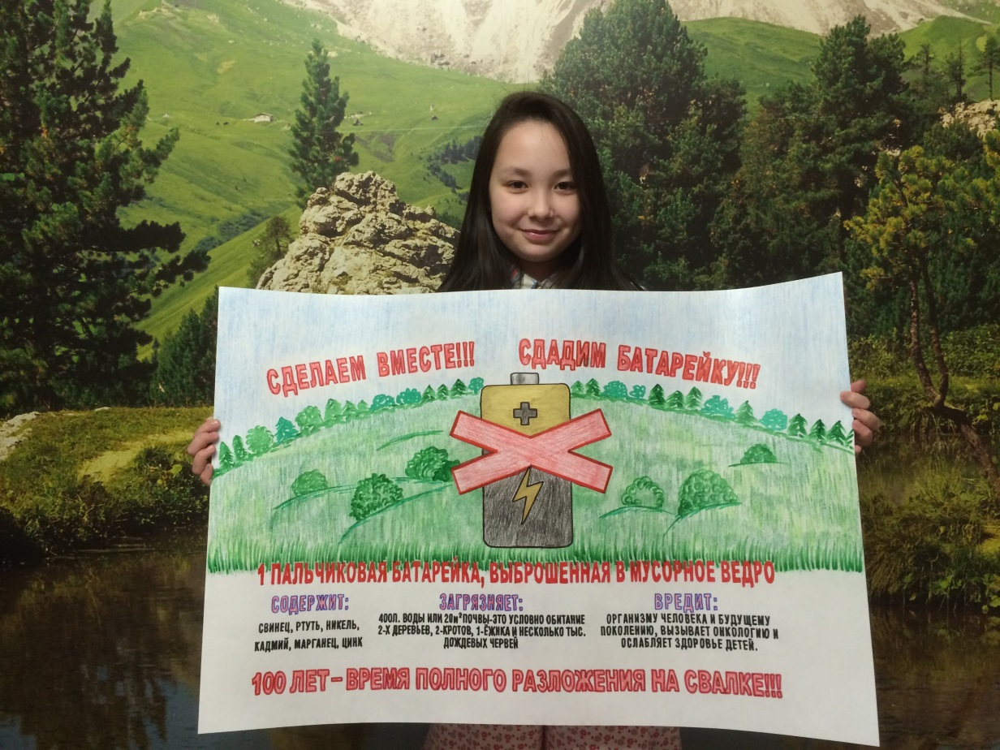 СДЕЛАЕМ ВМЕСТЕ!!! СДАДИМ БАТАРЕЙКУ!!!
1 ПАЛЬЧИКОВАЯ БАТАРЕЙКА, ВЫБРОШЕННАЯ В МУСОРНОЕ ВЕДРО
СОДЕРЖИТ:
СВИНЕЦ, РТУТЬ, НИКЕЛЬ,
КАДМИЙ, МАРГАНЕЦ, ЦИНК
ЗАГРЯЗНЯЕТ:
400Л. ВОДЫ ИЛИ 20м² ПОЧВЫ-ЭТО УСЛОВНО ОБИТАНИЕ
2-Х ДЕРЕВЬЕВ, 2-КРОТОВ, 1-ЁЖИКА И НЕСКОЛЬКО ТЫС.
ДОЖДЕВЫХ ЧЕРВЕЙ
ВРЕДИТ:
ОРГАНИЗМУ ЧЕЛОВЕКА И БУДУЩЕМУ
ПОКОЛЕНИЮ, ВЫЗЫВАЕТ ОНКОЛОГИЮ И
ОСЛАБЛЯЕТ ЗДОРОВЬЕ ДЕТЕЙ.
100 ЛЕТ – ВРЕМЯ ПОЛНОГО РАЗЛОЖЕНИЯ НА СВАЛКЕ!!!